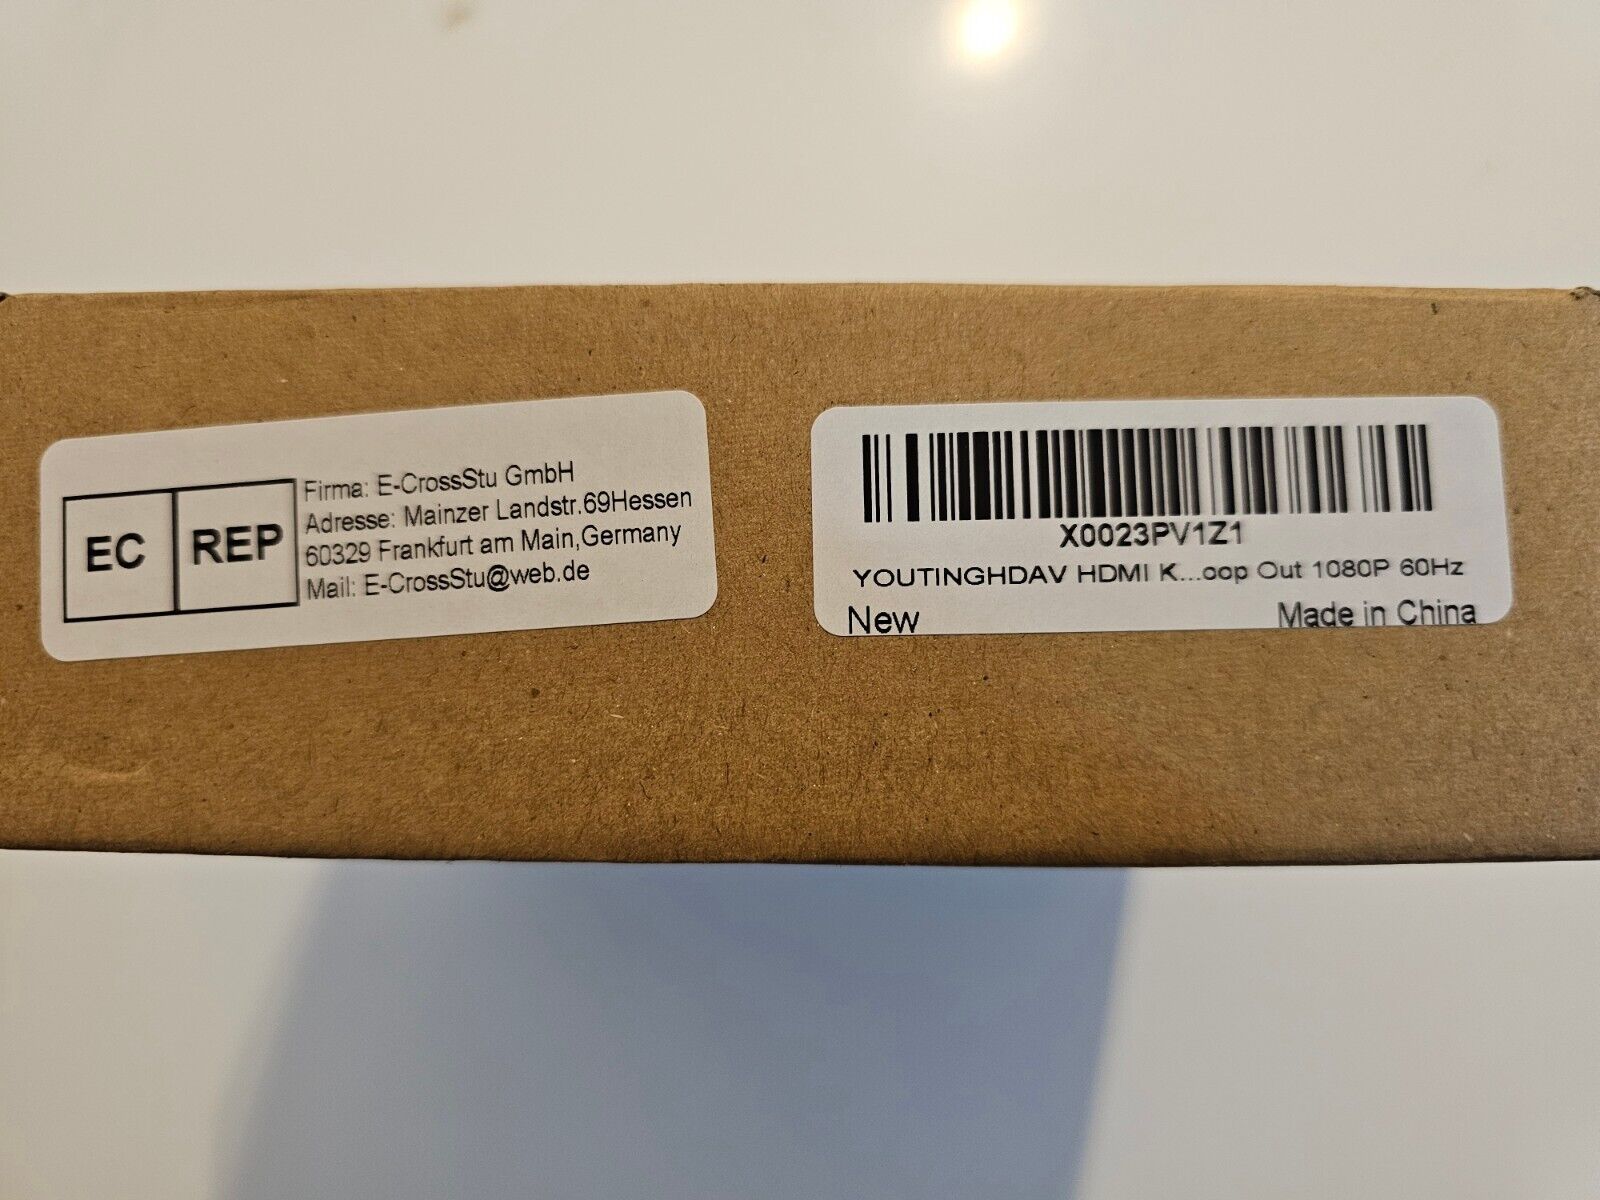 EC REP
Firma: E-CrossStu GmbH
Adresse: Mainzer Landstr.69Hessen
60329 Frankfurt am Main,Germany
Mail: E-CrossStu@web.de
X0023PV1Z1
YOUTINGHDAV HDMI K...oop Out 1080P 60Hz
New Made in China